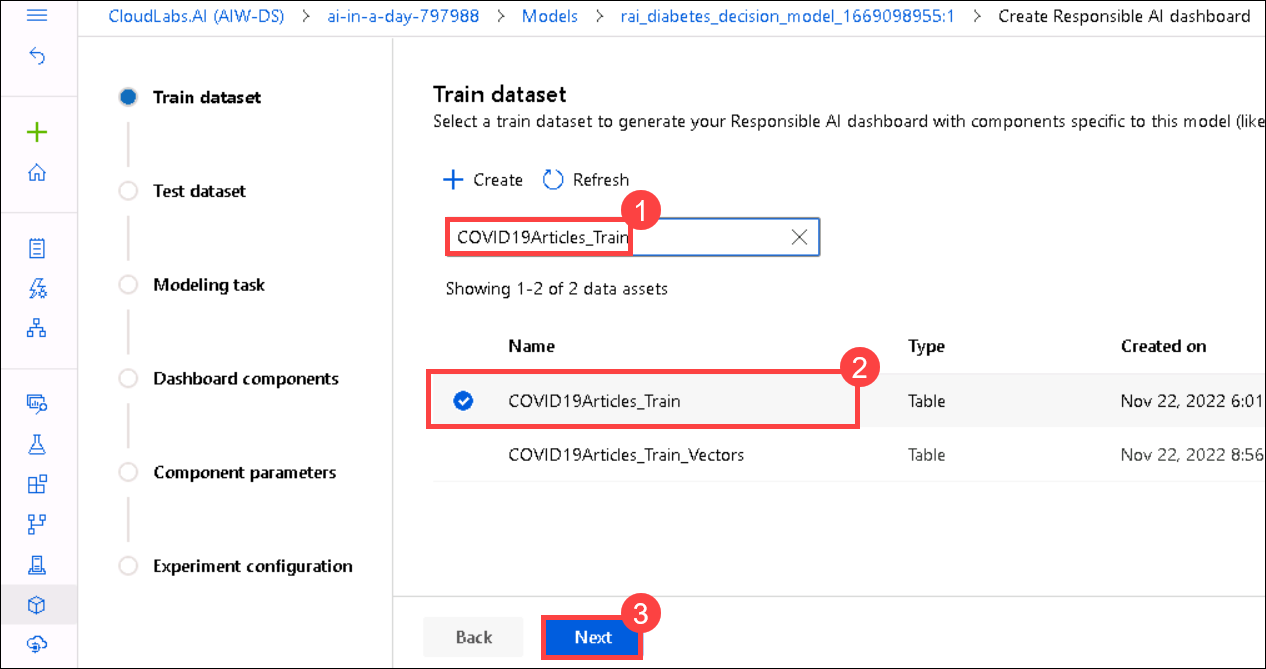 CloudLabs.AI (AIW-DS) > ai-in-a-day-797988 > Models > rai_diabetes_decision_model_1669098955:1 > Create Responsible AI dashboard
Train dataset
Test dataset
Modeling task
Dashboard components
Component parameters
Experiment configuration
Train dataset
Select a train dataset to generate your Responsible AI dashboard with components specific to this model (like
Create Refresh
1
COVID19Articles_Train
Showing 1-2 of 2 data assets
Name Type Created on
2
COVID19Articles_Train Table Nov 22, 2022 6:01
COVID19Articles_Train_Vectors Table Nov 22, 2022 8:56
3
Back Next